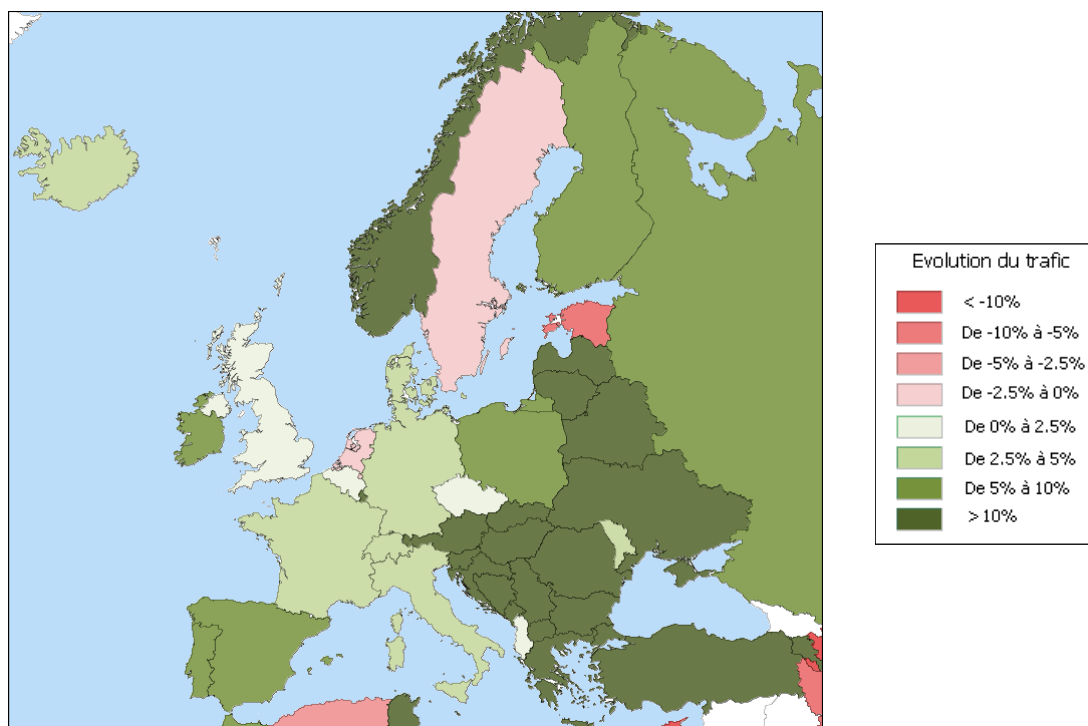 Evolution du trafic
< -10%
De -10% à -5%
De -5% à -2.5%
De -2.5% à 0%
De 0% à 2.5%
De 2.5% à 5%
De 5% à 10%
>10%